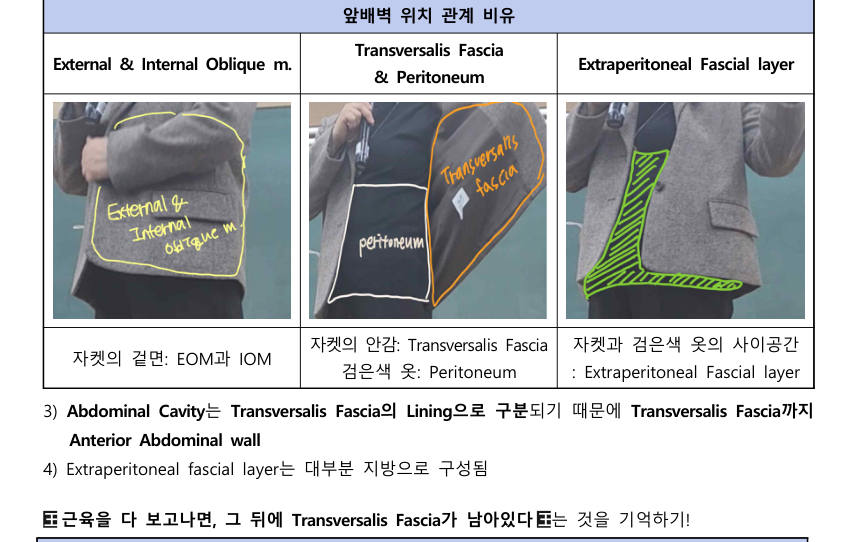 앞배벽 위치 관계 비유
External & Internal Oblique m.
Transversalis Fascia
& Peritoneum
Extraperitoneal Fascial layer
External &
Internal
oblique m.
peritoneum
Transversalis
fascia
자켓의 겉면: EOM과 IOM
자켓의 안감: Transversalis Fascia
검은색 옷: Peritoneum
자켓과 검은색 옷의 사이공간
: Extraperitoneal Fascial layer
3) Abdominal Cavity는 Transversalis Fascia의 Lining으로 구분되기 때문에 Transversalis Fascia까지
Anterior Abdominal wall
4) Extraperitoneal fascial layer는 대부분 지방으로 구성됨
근육을 다 보고나면, 그 뒤에 Transversalis Fascia가 남아있다 는 것을 기억하기!